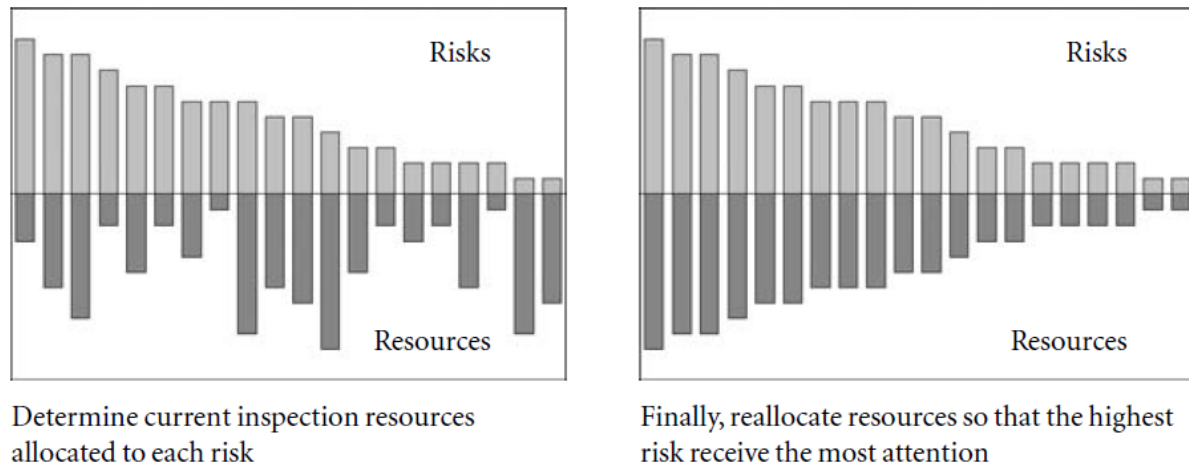 Risks
Resources
Determine current inspection resources
allocated to each risk
Risks
Resources
Finally, reallocate resources so that the highest
risk receive the most attention